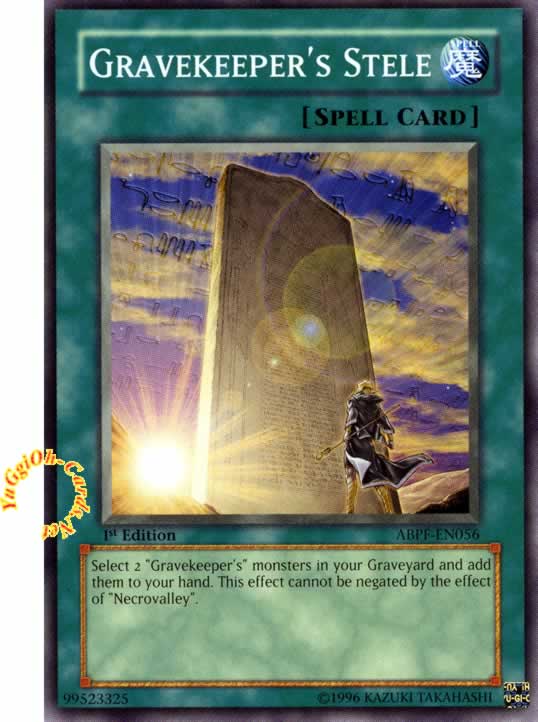 GRAVEKEEPER'S STELE
SPELL
魔
[SPELL CARD]
1st Edition
ABPF-EN056
Select 2 "Gravekeeper's" monsters in your Graveyard and add
them to your hand. This effect cannot be negated by the effect
of "Necrovalley".
99523325
©1996 KAZUKI TAKAHASHI
YuGgiOh-Cards.Net